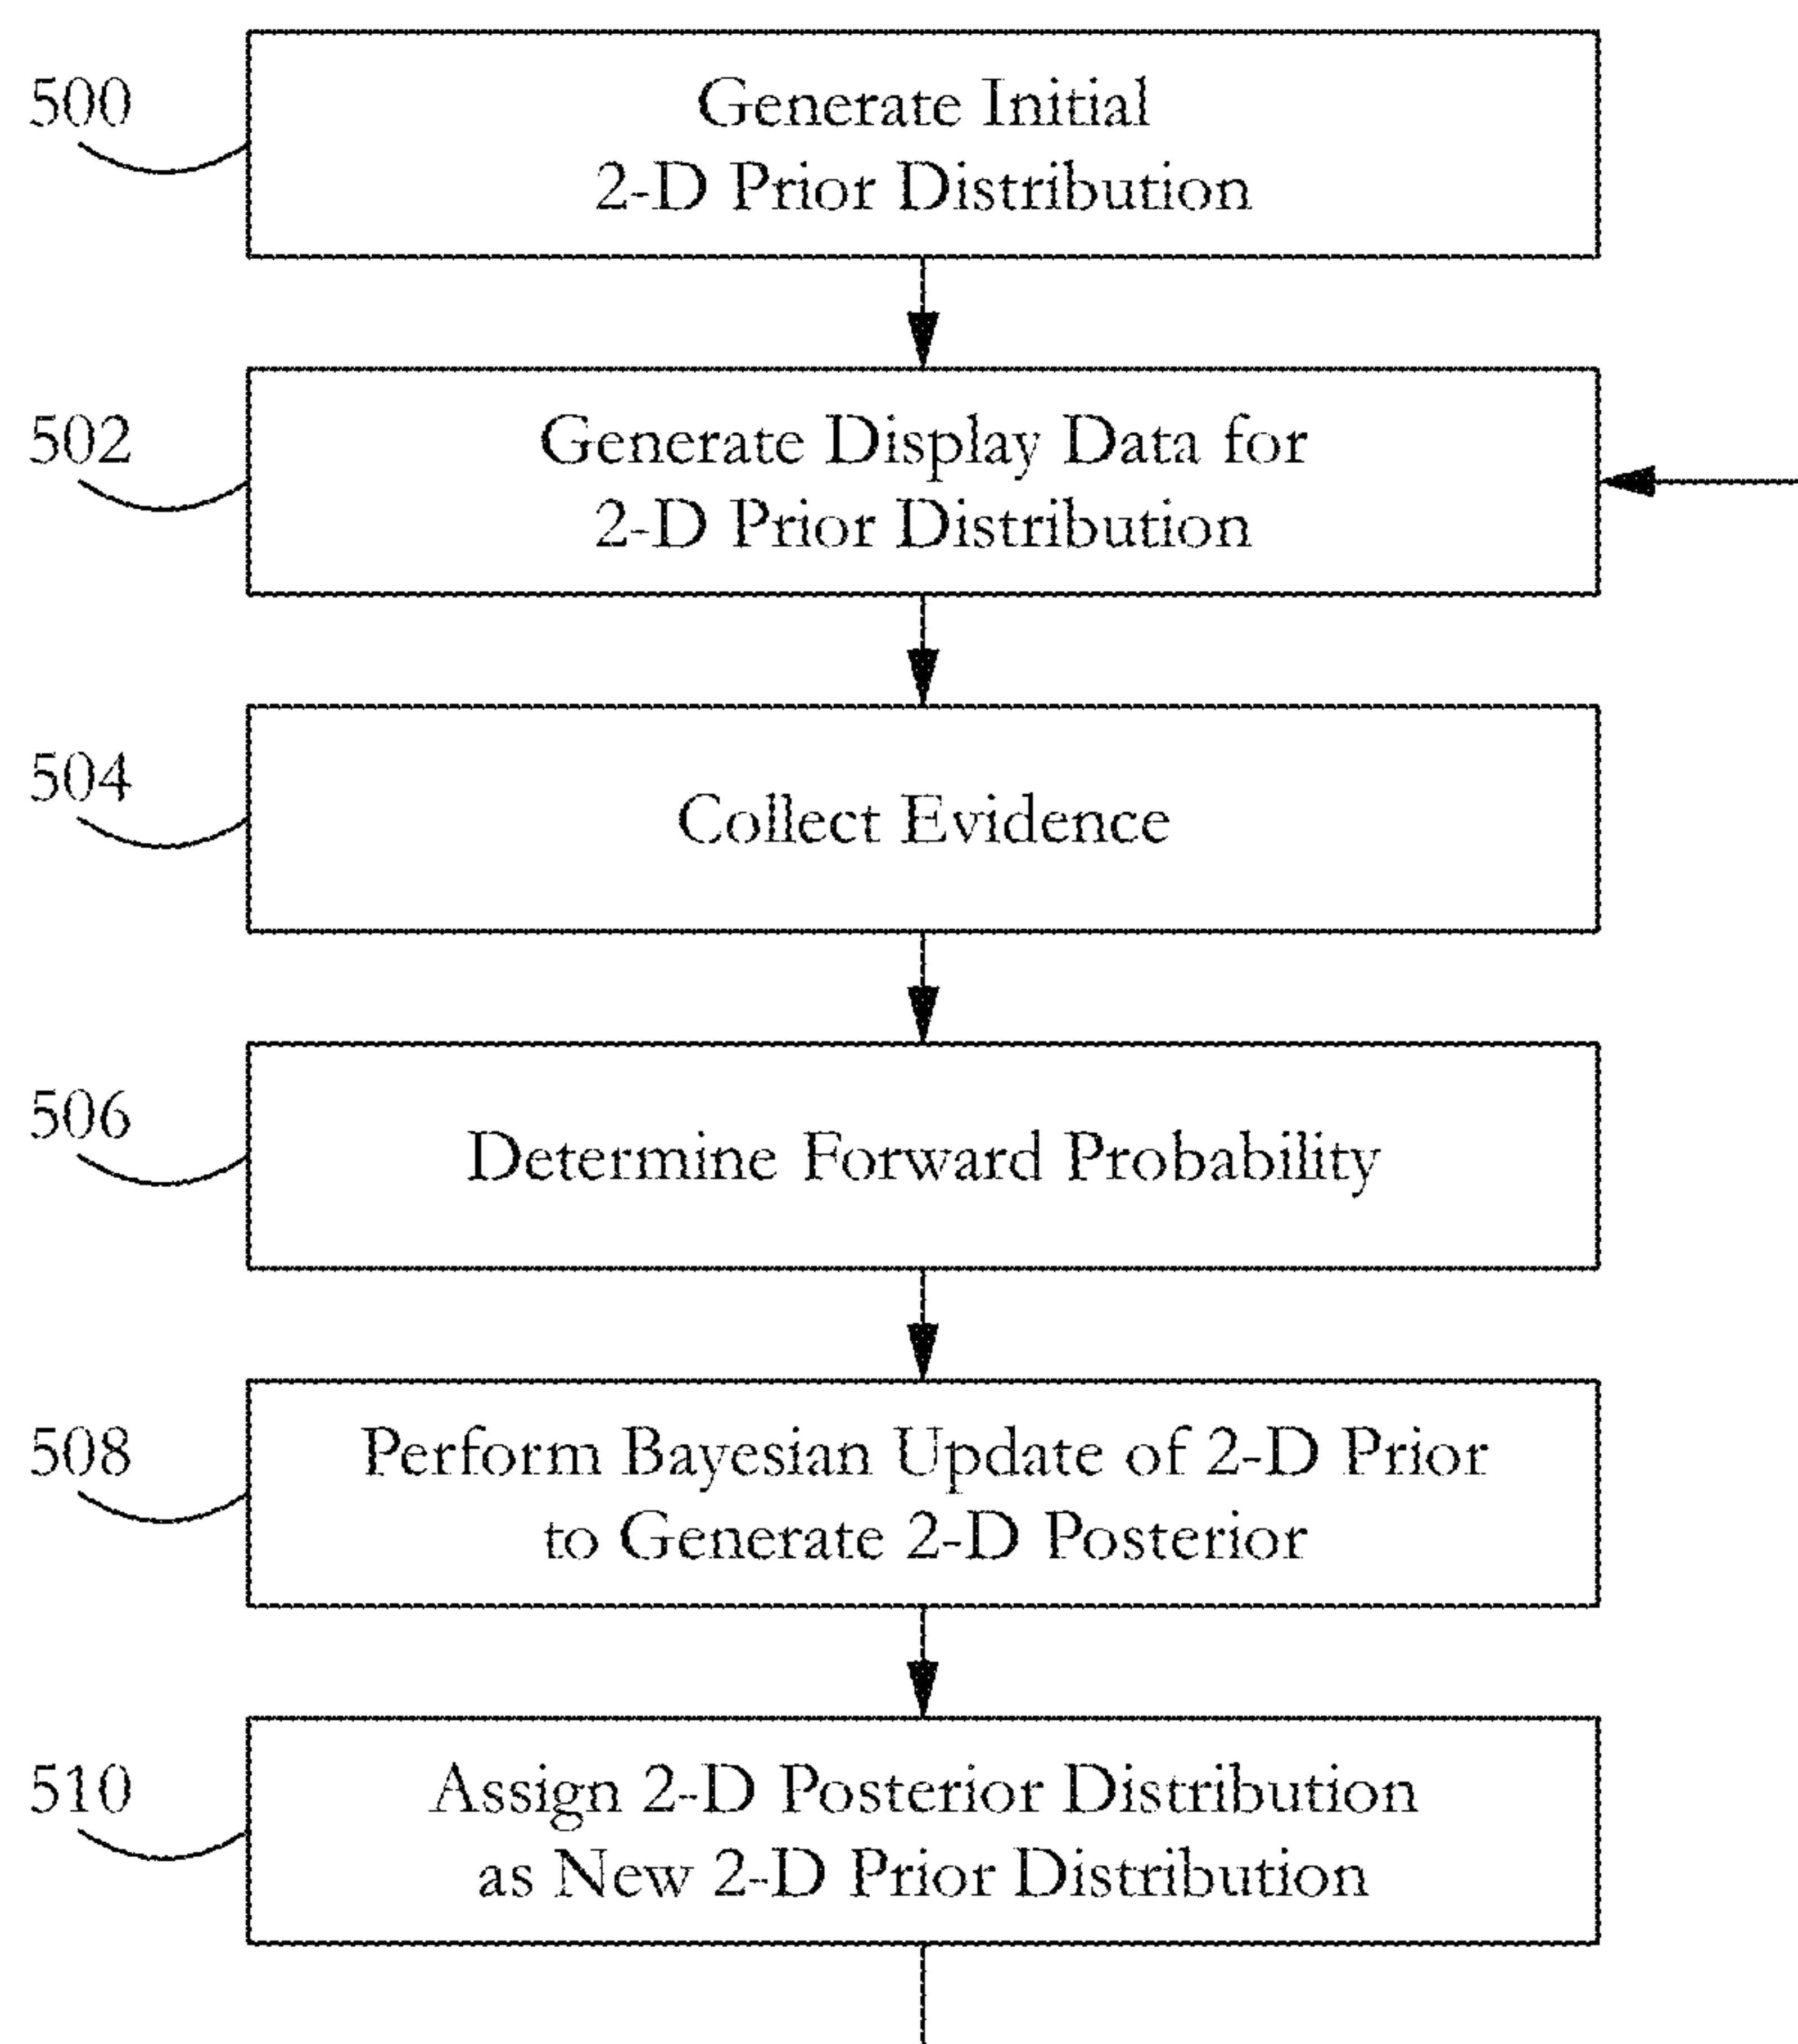 500
Generate Initial
2-D Prior Distribution
502
Generate Display Data for
2-D Prior Distribution
504
Collect Evidence
506
Determine Forward Probability
508
Perform Bayesian Update of 2-D Prior
to Generate 2-D Posterior
510
Assign 2-D Posterior Distribution
as New 2-D Prior Distribution